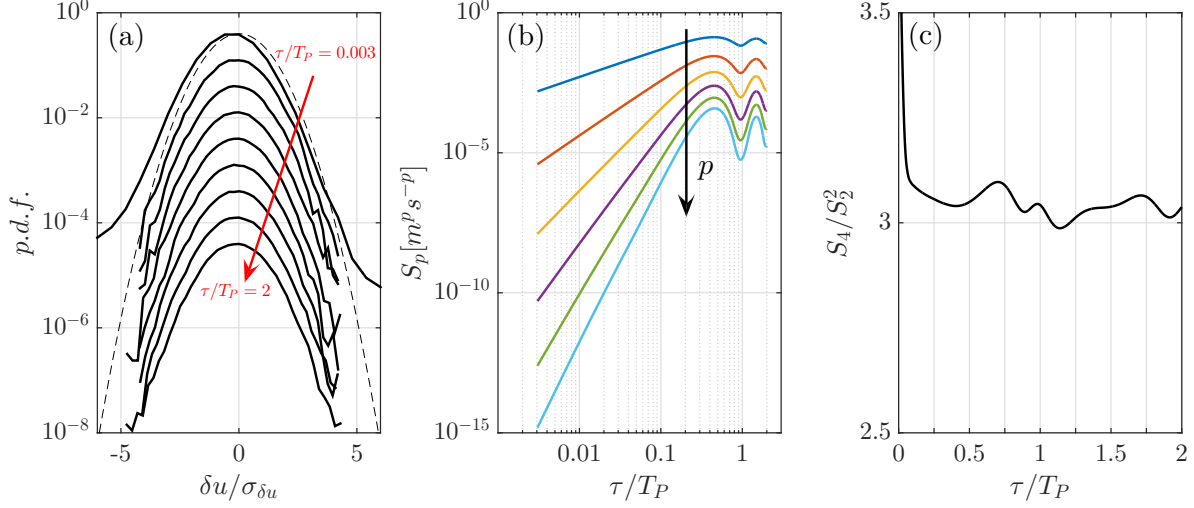 (a)
τ/T_P = 0.003
τ/T_P = 2
10^0
10^-2
10^-4
10^-6
10^-8
p.d.f.
-5
0
5
δu/σ_δu
(b)
p
10^0
10^-5
10^-10
10^-15
S_p[m^p s^-p]
0.01
0.1
1
τ/T_P
(c)
3.5
3
2.5
S_4/S_2^2
0
0.5
1
1.5
2
τ/T_P